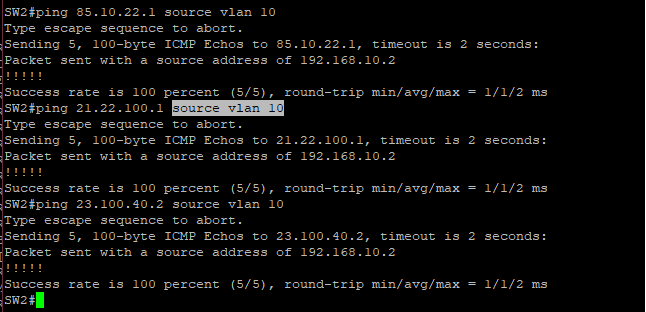 SW2#ping 85.10.22.1 source vlan 10
Type escape sequence to abort.
Sending 5, 100-byte ICMP Echos to 85.10.22.1, timeout is 2 seconds:
Packet sent with a source address of 192.168.10.2
!!!!!
Success rate is 100 percent (5/5), round-trip min/avg/max = 1/1/2 ms
SW2#ping 21.22.100.1 source vlan 10
Type escape sequence to abort.
Sending 5, 100-byte ICMP Echos to 21.22.100.1, timeout is 2 seconds:
Packet sent with a source address of 192.168.10.2
!!!!!
Success rate is 100 percent (5/5), round-trip min/avg/max = 1/1/2 ms
SW2#ping 23.100.40.2 source vlan 10
Type escape sequence to abort.
Sending 5, 100-byte ICMP Echos to 23.100.40.2, timeout is 2 seconds:
Packet sent with a source address of 192.168.10.2
!!!!!
Success rate is 100 percent (5/5), round-trip min/avg/max = 1/1/2 ms
SW2#